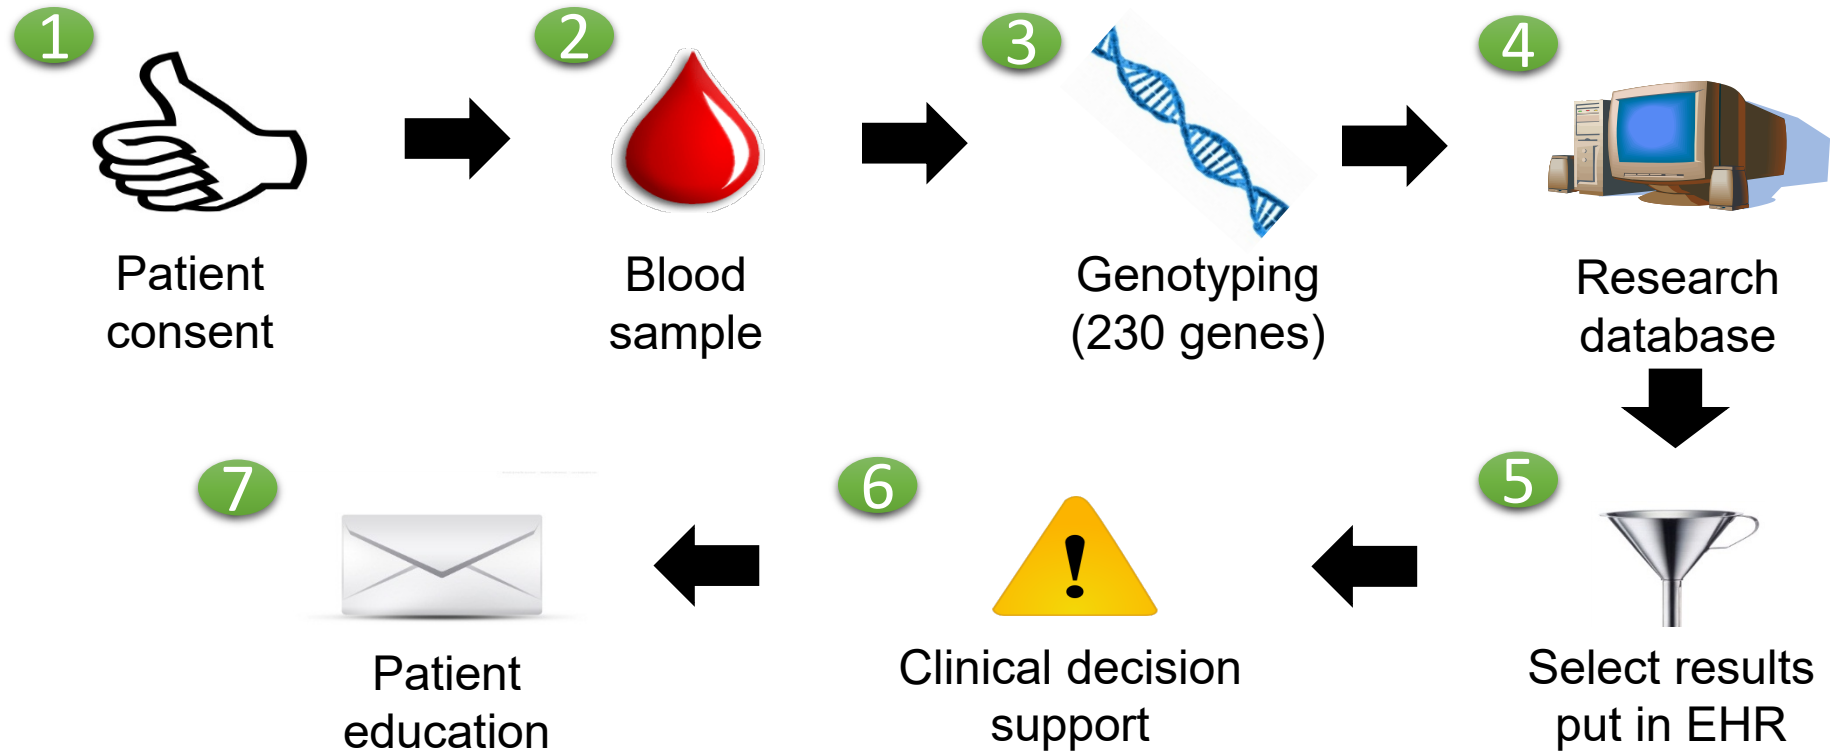 1
Patient
consent
2
Blood
sample
3
Genotyping
(230 genes)
4
Research
database
5
Select results
put in EHR
6
!
Clinical decision
support
7
Patient
education